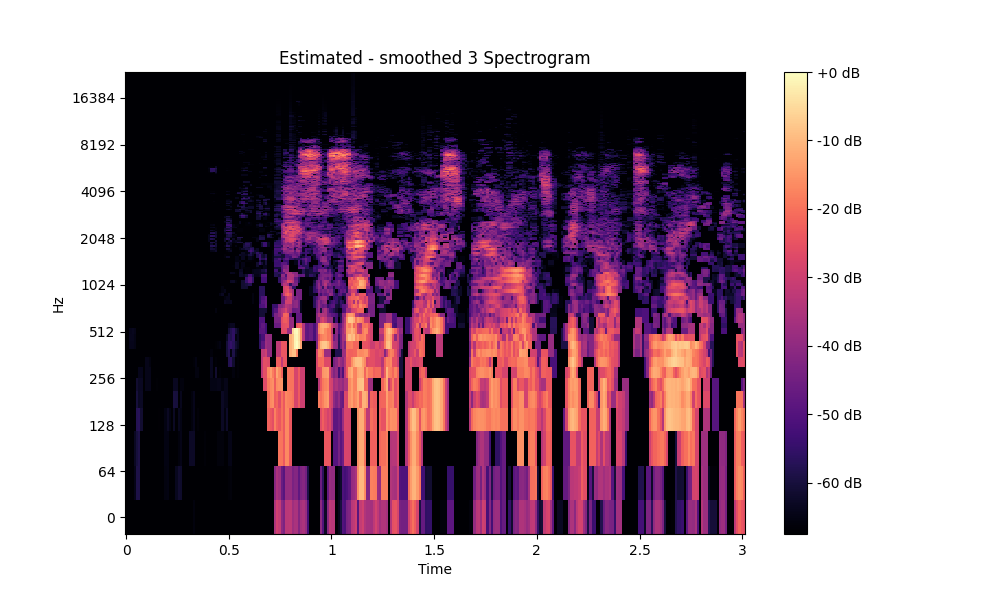 Estimated - smoothed 3 Spectrogram
Hz
16384
8192
4096
2048
1024
512
256
128
64
0
0 0.5 1 1.5 2 2.5 3
Time
+0 dB
-10 dB
-20 dB
-30 dB
-40 dB
-50 dB
-60 dB